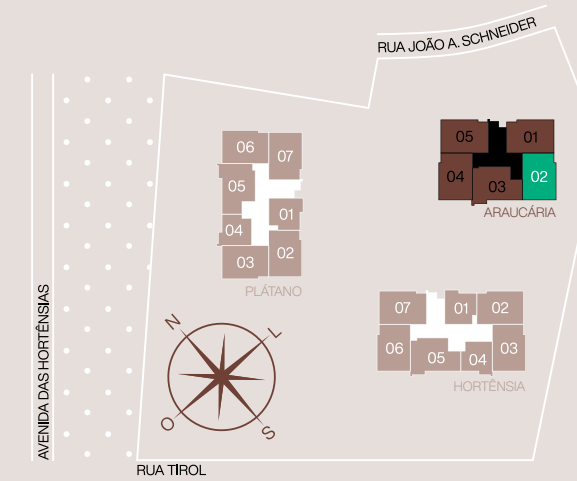 RUA JOÃO A. SCHNEIDER
05
01
04
03
02
ARAUCÁRIA
06
07
05
01
04
02
03
PLÁTANO
07
01
02
06
05
04
03
HORTÊNSIA
N
L
O
S
AVENIDA DAS HORTÊNSIAS
RUA TIROL